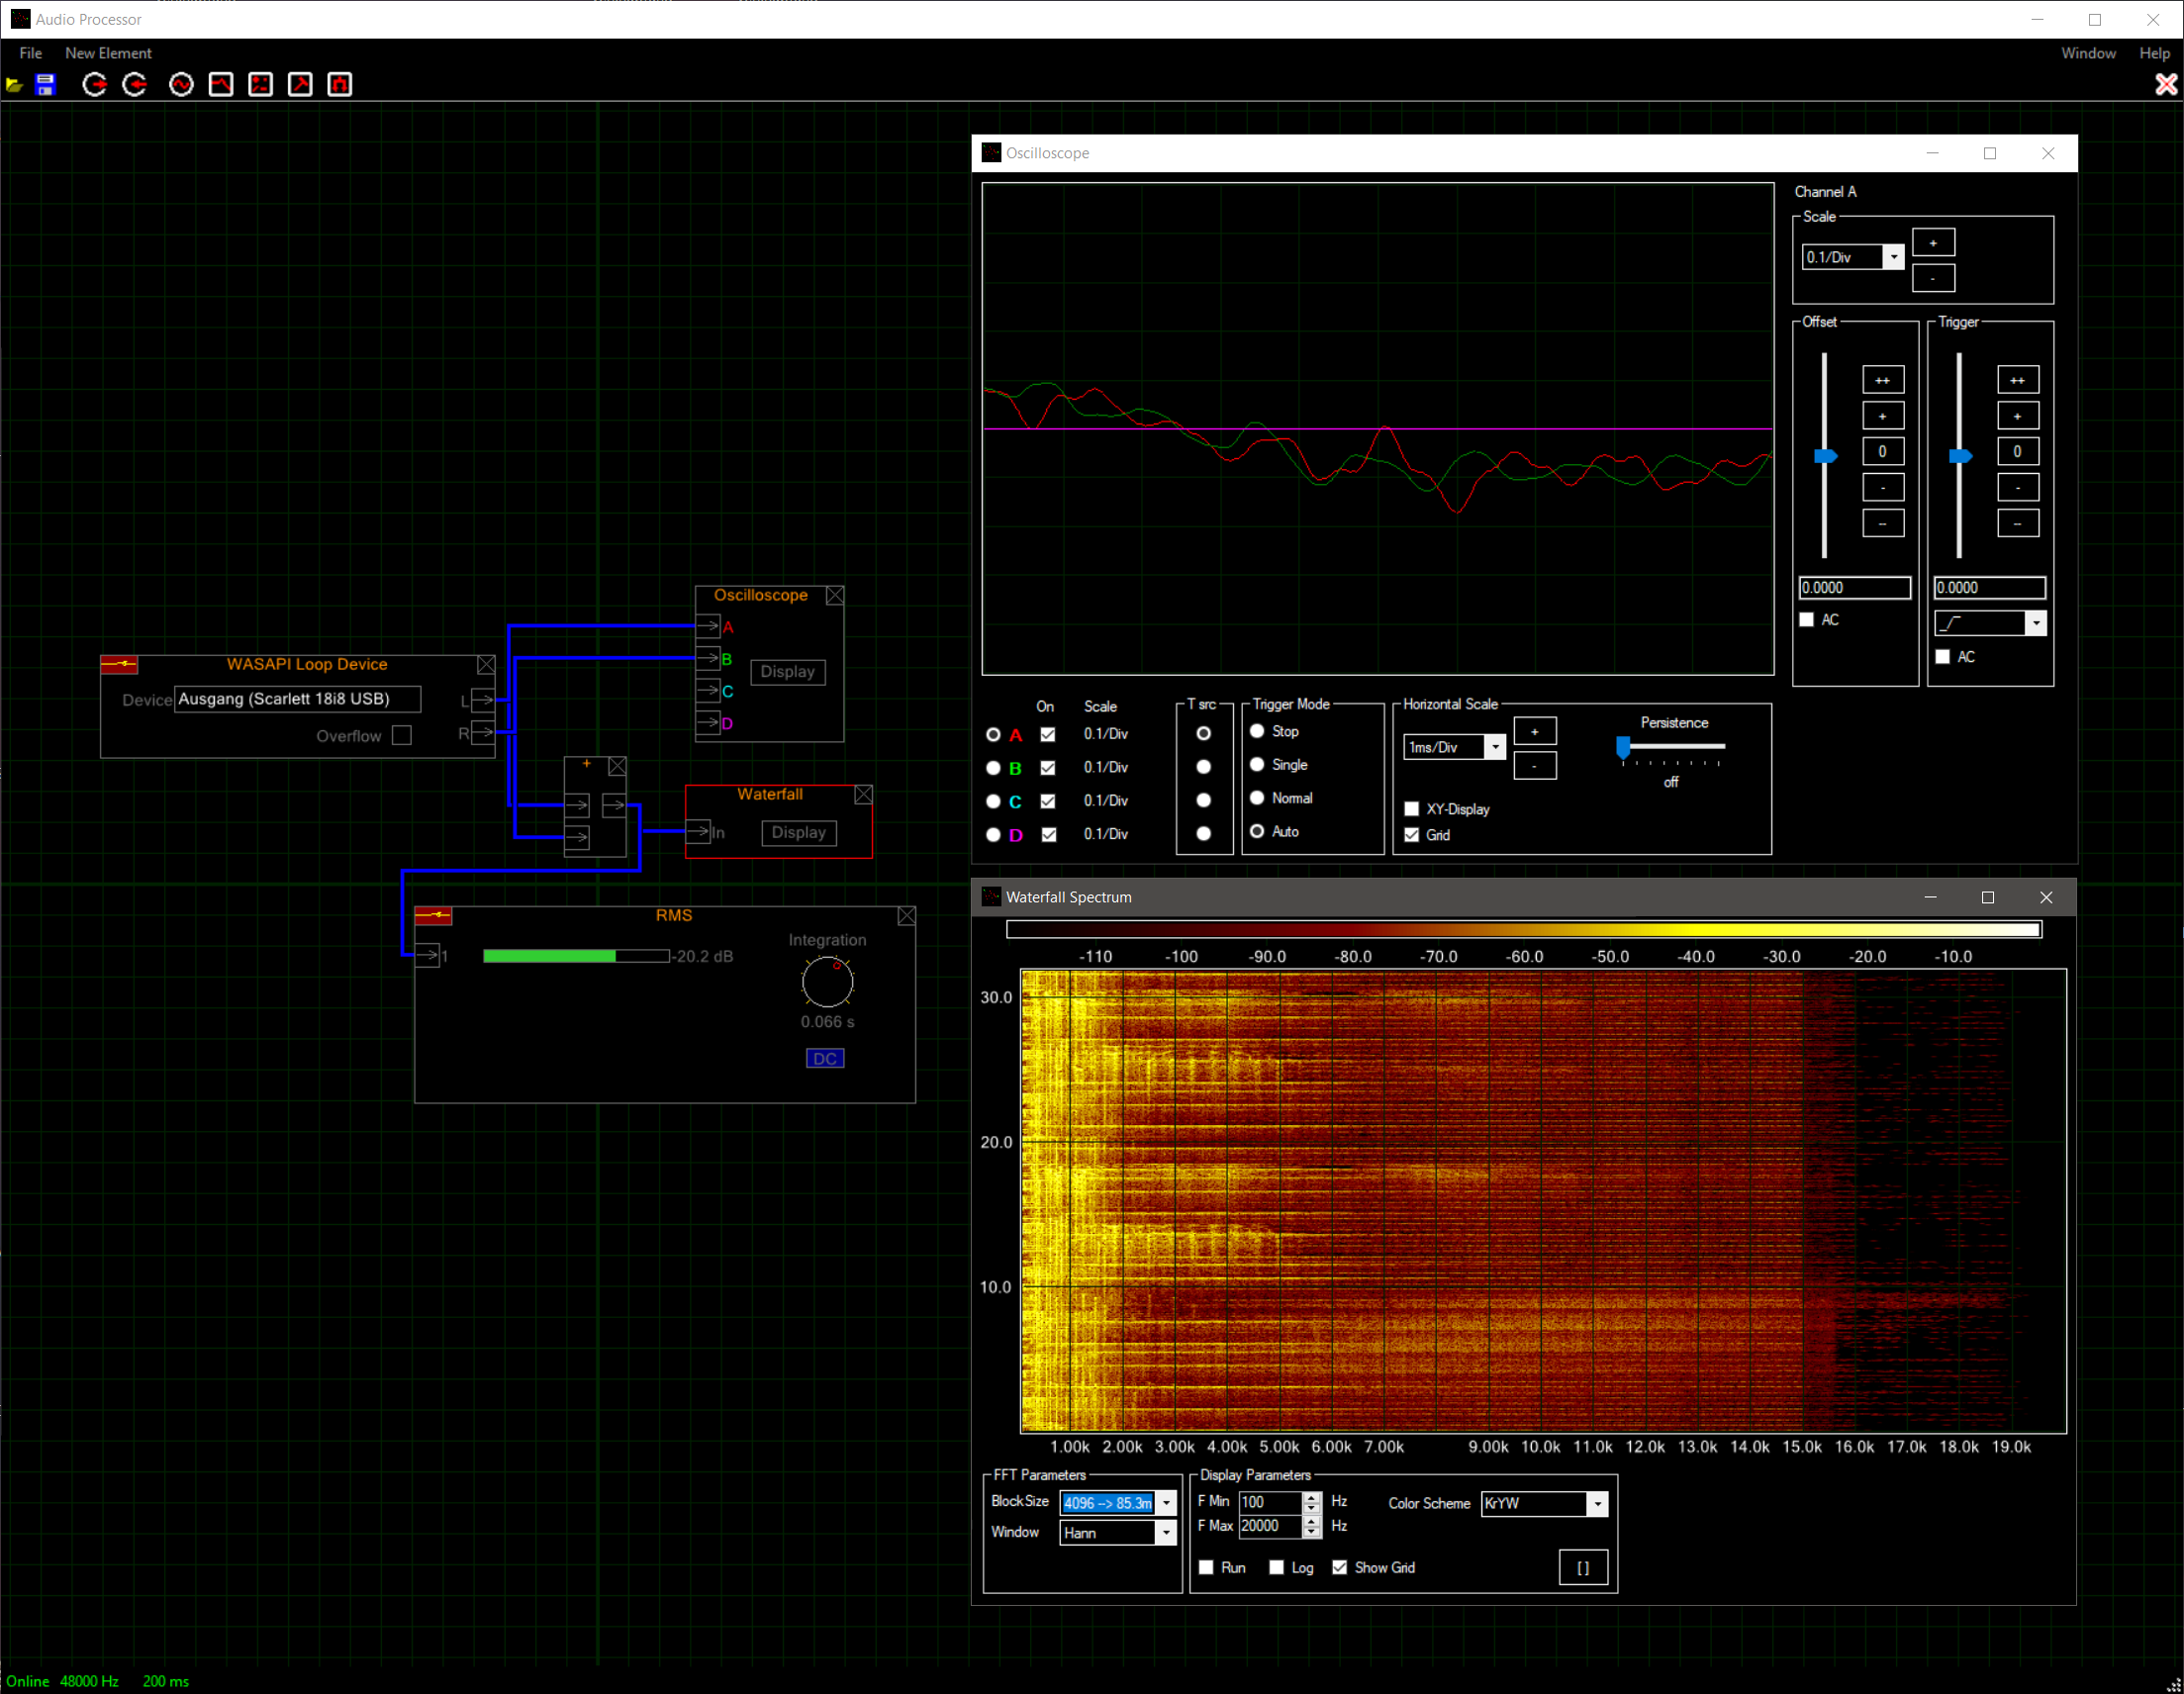 Audio Processor
File New Element Window Help
WASAPI Loop Device
Device Ausgang (Scarlett 18i8 USB)
L
R
Overflow
Oscilloscope
A
B
C
D
Display
+
Waterfall
In
Display
RMS
1
-20.2 dB
Integration
0.066 s
DC
Oscilloscope
Channel A
Scale
0.1/Div
+
-
Offset
++
+
0
-
--
0.0000
AC
Trigger
++
+
0
-
--
0.0000
AC
On Scale
A 0.1/Div
B 0.1/Div
C 0.1/Div
D 0.1/Div
T src
Trigger Mode
Stop
Single
Normal
Auto
Horizontal Scale
1ms/Div
+
-
XY-Display
Grid
Persistence
off
Waterfall Spectrum
-110 -100 -90.0 -80.0 -70.0 -60.0 -50.0 -40.0 -30.0 -20.0 -10.0
30.0
20.0
10.0
1.00k 2.00k 3.00k 4.00k 5.00k 6.00k 7.00k 9.00k 10.0k 11.0k 12.0k 13.0k 14.0k 15.0k 16.0k 17.0k 18.0k 19.0k
FFT Parameters
BlockSize 4096 --> 85.3m
Window Hann
Display Parameters
F Min 100 Hz
F Max 20000 Hz
Color Scheme KrYW
Run Log Show Grid
[ ]
Online 48000 Hz 200 ms